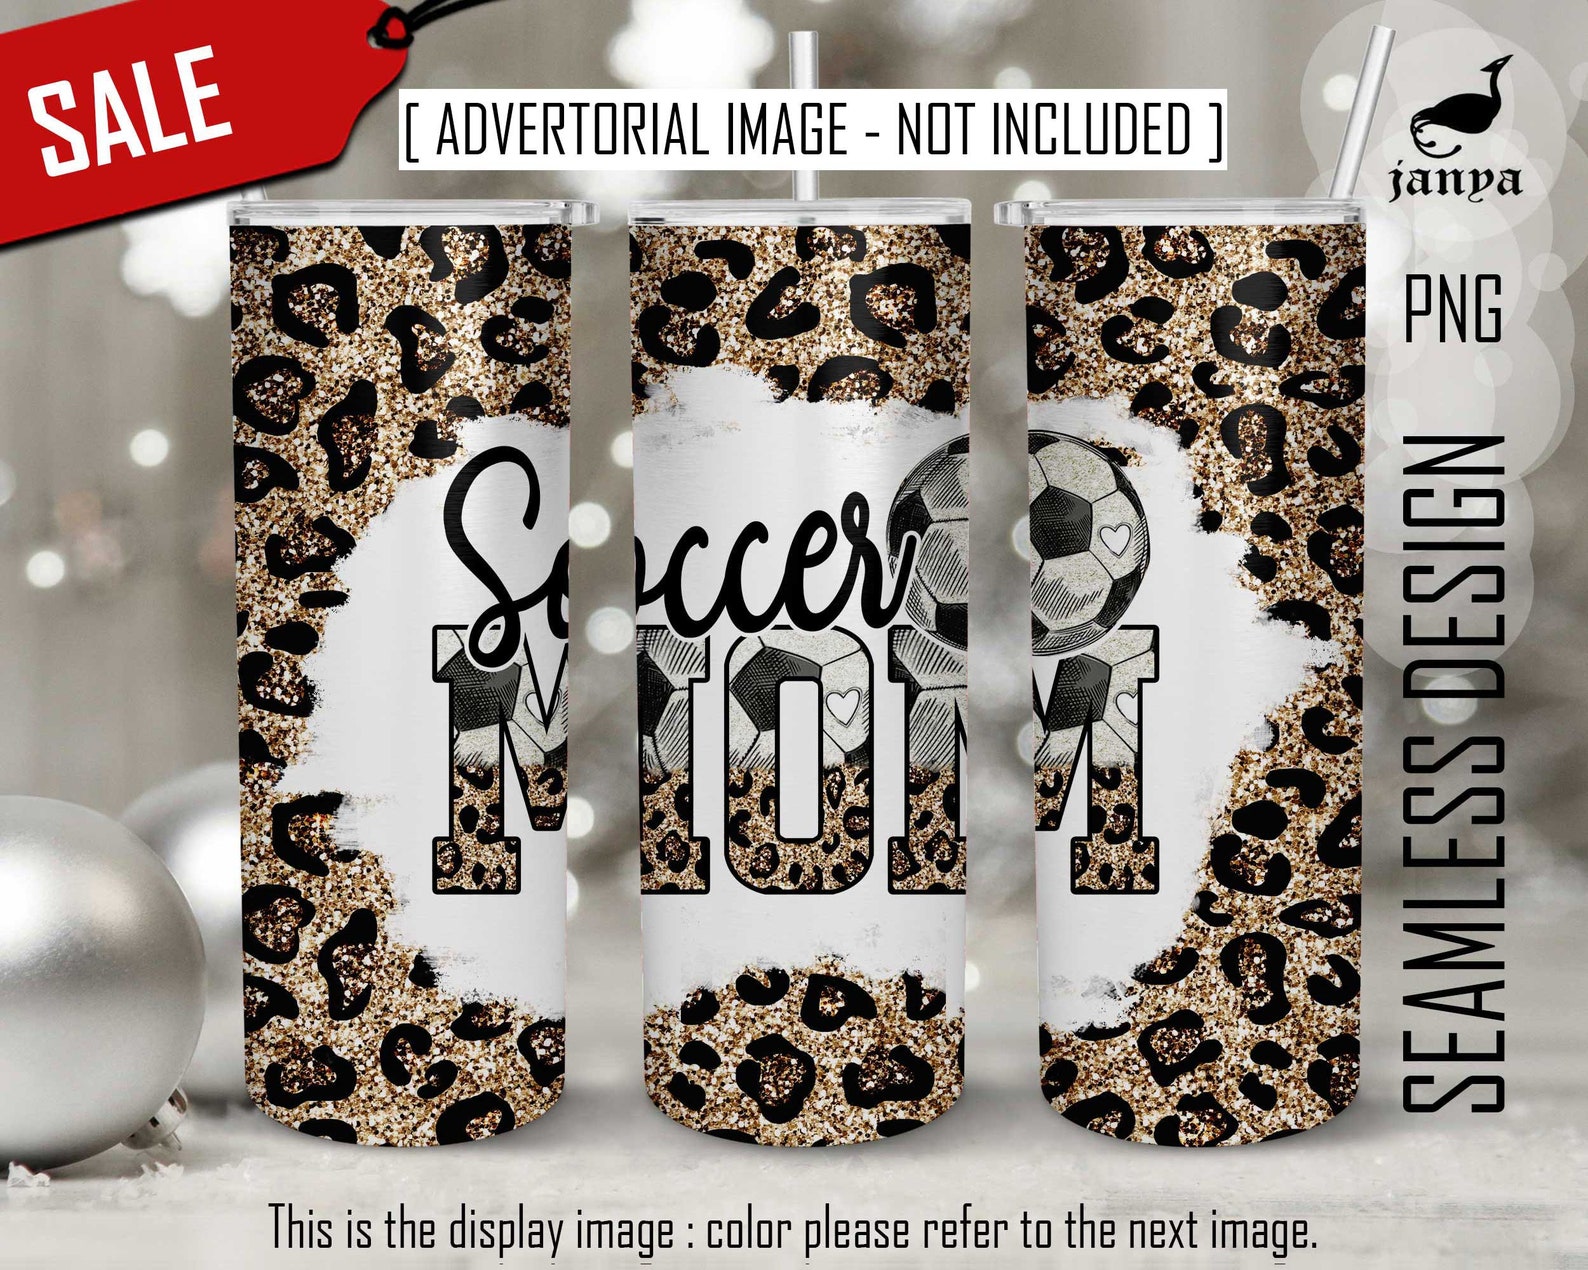 SALE
[ ADVERTORIAL IMAGE - NOT INCLUDED ]
janya
PNG
SEAMLESS DESIGN
Soccer
MOM
This is the display image : color please refer to the next image.